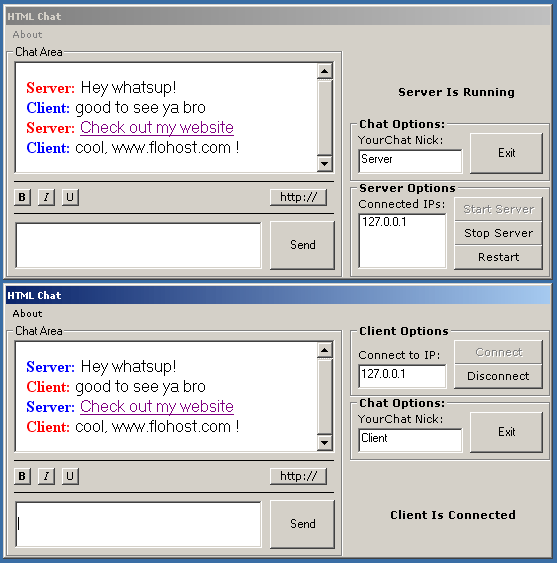 HTML Chat
About
Chat Area
Server: Hey whatsup!
Client: good to see ya bro
Server: Check out my website
Client: cool, www.flohost.com !
B I U http://
Send
Server Is Running
Chat Options:
YourChat Nick:
Server
Exit
Server Options
Connected IPs:
127.0.0.1
Start Server
Stop Server
Restart
HTML Chat
About
Chat Area
Server: Hey whatsup!
Client: good to see ya bro
Server: Check out my website
Client: cool, www.flohost.com !
B I U http://
Send
Client Options
Connect to IP:
127.0.0.1
Connect
Disconnect
Chat Options:
YourChat Nick:
Client
Exit
Client Is Connected